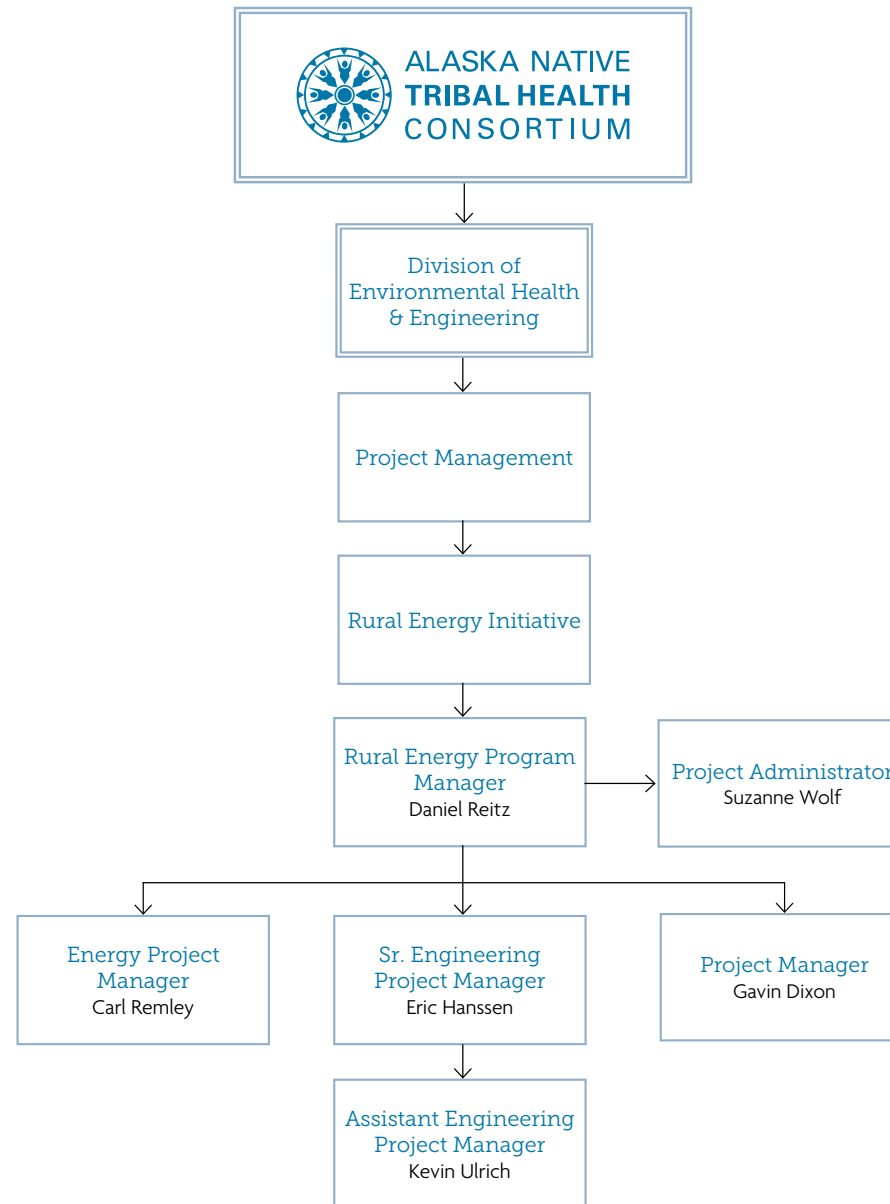 ALASKA NATIVE
TRIBAL HEALTH
CONSORTIUM
Division of
Environmental Health
& Engineering
Project Management
Rural Energy Initiative
Rural Energy Program
Manager
Daniel Reitz
Project Administrator
Suzanne Wolf
Energy Project
Manager
Carl Remley
Sr. Engineering
Project Manager
Eric Hanssen
Project Manager
Gavin Dixon
Assistant Engineering
Project Manager
Kevin Ulrich